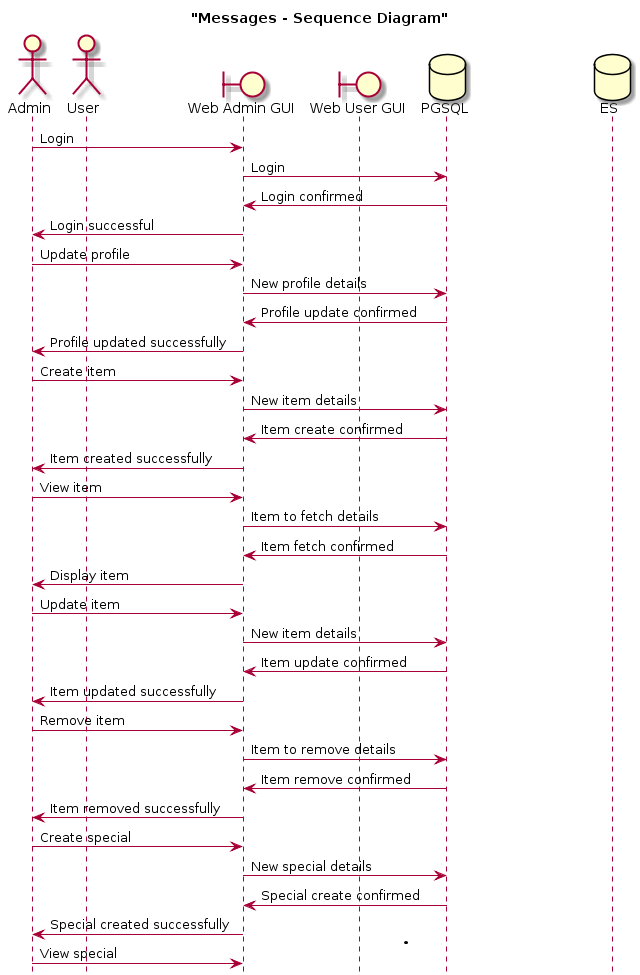 "Messages - Sequence Diagram"
Admin User Web Admin GUI Web User GUI PGSQL ES
Login
Login
Login confirmed
Login successful
Update profile
New profile details
Profile update confirmed
Profile updated successfully
Create item
New item details
Item create confirmed
Item created successfully
View item
Item to fetch details
Item fetch confirmed
Display item
Update item
New item details
Item update confirmed
Item updated successfully
Remove item
Item to remove details
Item remove confirmed
Item removed successfully
Create special
New special details
Special create confirmed
Special created successfully
View special